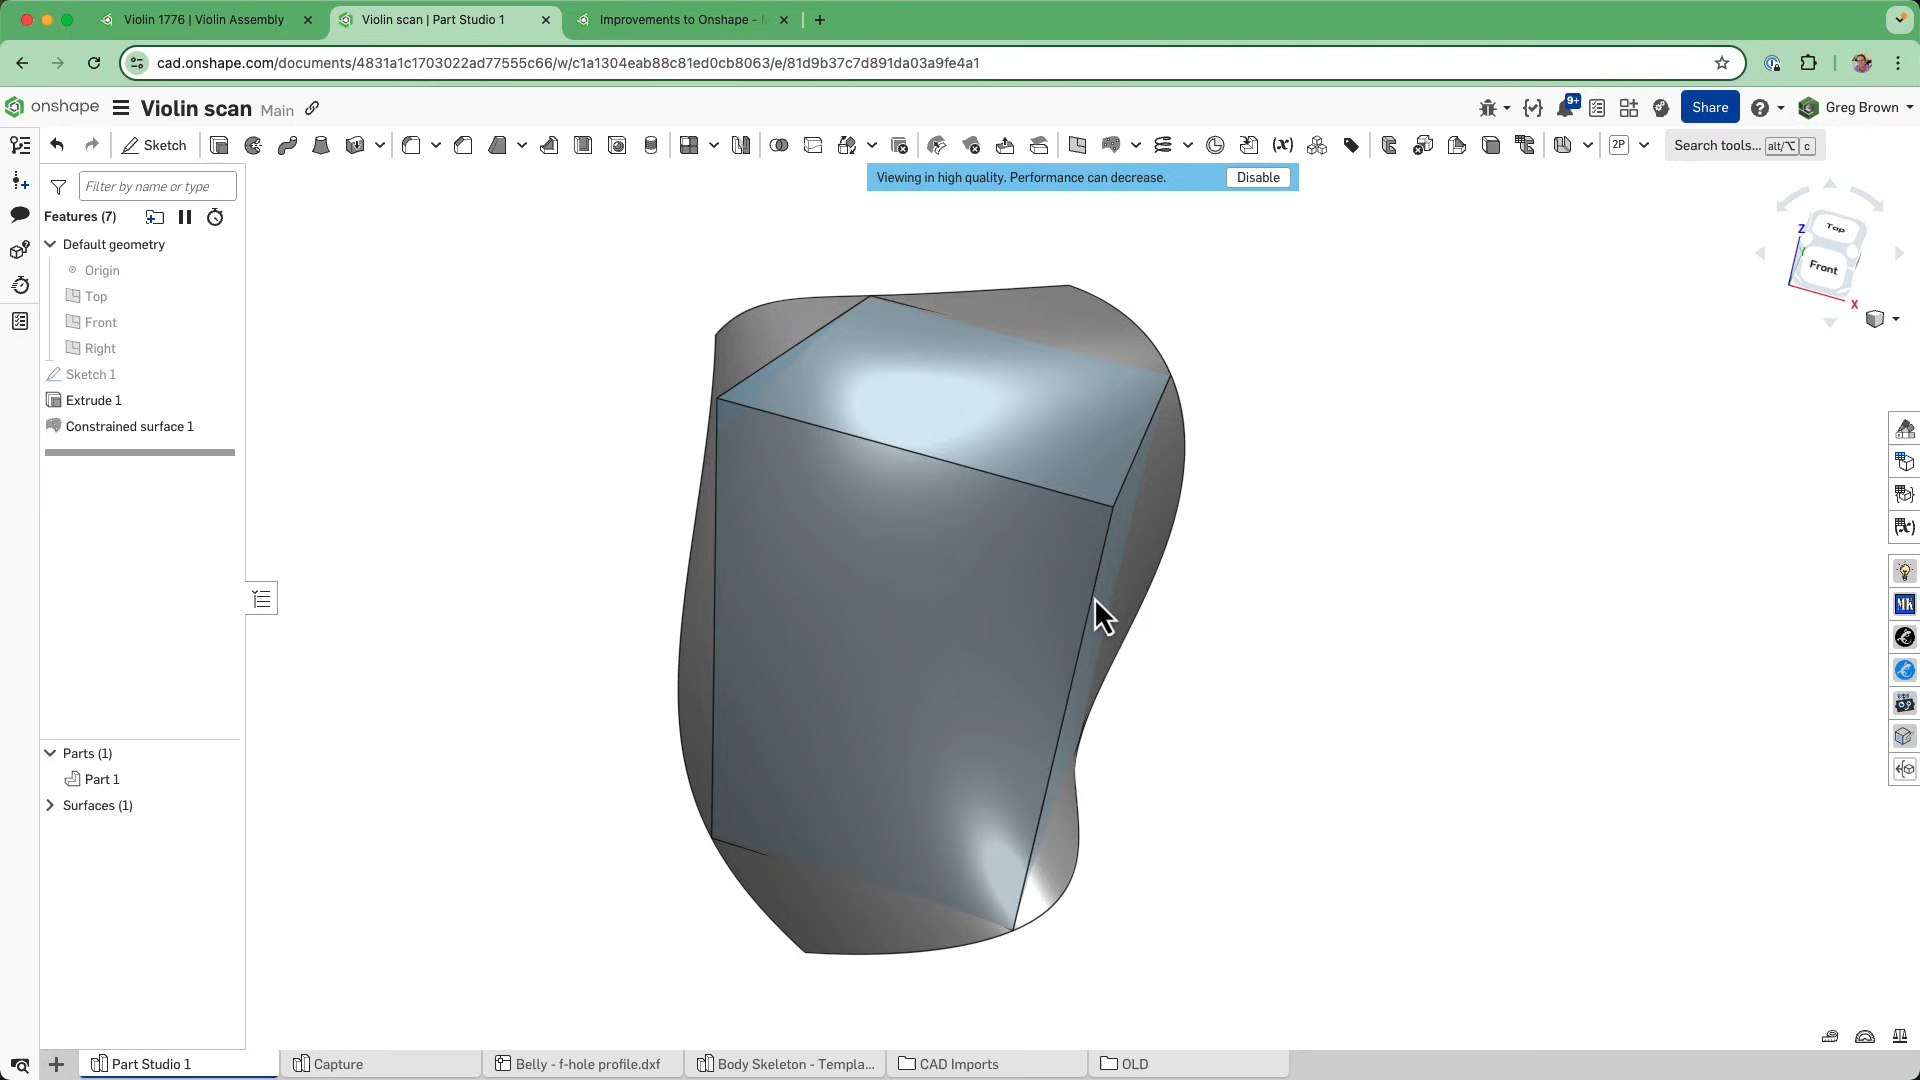 Violin 1776 | Violin Assembly
Violin scan | Part Studio 1
Improvements to Onshape -
cad.onshape.com/documents/4831a1c1703022ad77555c66/w/c1a1304eab88c81ed0cb8063/e/81d9b37c7d891da03a9fe4a1
onshape
Violin scan
Main
9+
Share
Greg Brown
Sketch
(x)
2P
Search tools...
alt/⌥
c
Viewing in high quality. Performance can decrease.
Disable
Filter by name or type
Features (7)
Default geometry
Origin
Top
Front
Right
Sketch 1
Extrude 1
Constrained surface 1
Parts (1)
Part 1
Surfaces (1)
Top
Front
Z
X
MK
Part Studio 1
Capture
Belly - f-hole profile.dxf
Body Skeleton - Templa...
CAD Imports
OLD